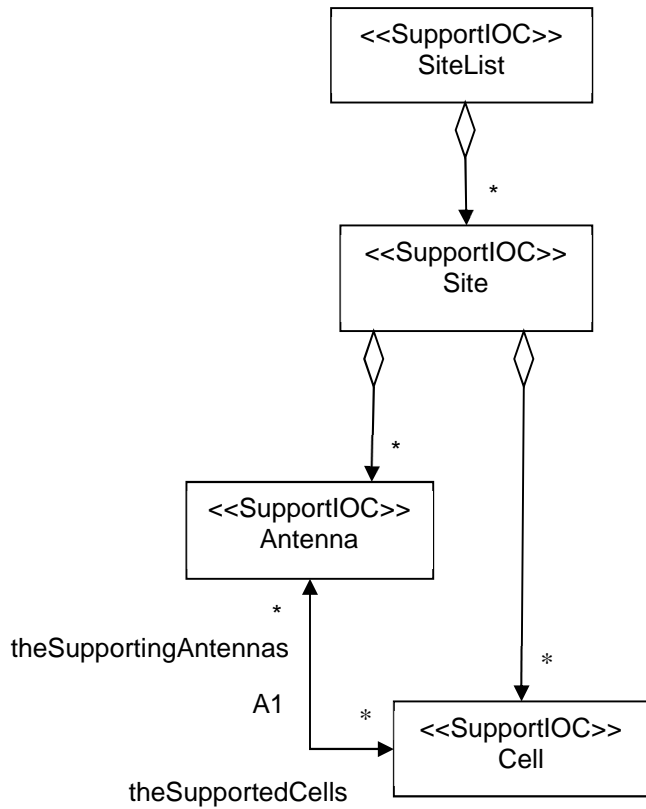 <<SupportIOC>>
SiteList
*
<<SupportIOC>>
Site
*
<<SupportIOC>>
Antenna
*
theSupportingAntennas
*
A1
*
<<SupportIOC>>
Cell
theSupportedCells